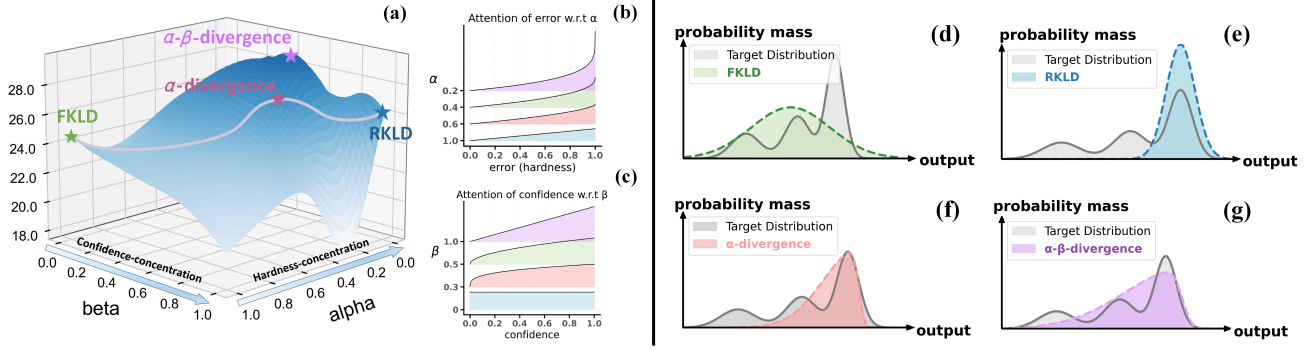 (a)
α-β-divergence
α-divergence
FKLD
RKLD
28.0
26.0
24.0
22.0
20.0
18.0
Confidence-concentration
Hardness-concentration
0.0
0.2
0.4
0.6
0.8
1.0
beta
1.0
0.8
0.6
0.4
0.2
0.0
alpha
(b)
Attention of error w.r.t α
α
0.2
0.4
0.6
1.0
0.0 0.2 0.4 0.6 0.8 1.0
error (hardness)
(c)
Attention of confidence w.r.t β
β
1.0
0.5
0.3
0
0.0 0.2 0.4 0.6 0.8 1.0
confidence
(d)
probability mass
Target Distribution
FKLD
output
(e)
probability mass
Target Distribution
RKLD
output
(f)
probability mass
Target Distribution
α-divergence
output
(g)
probability mass
Target Distribution
α-β-divergence
output